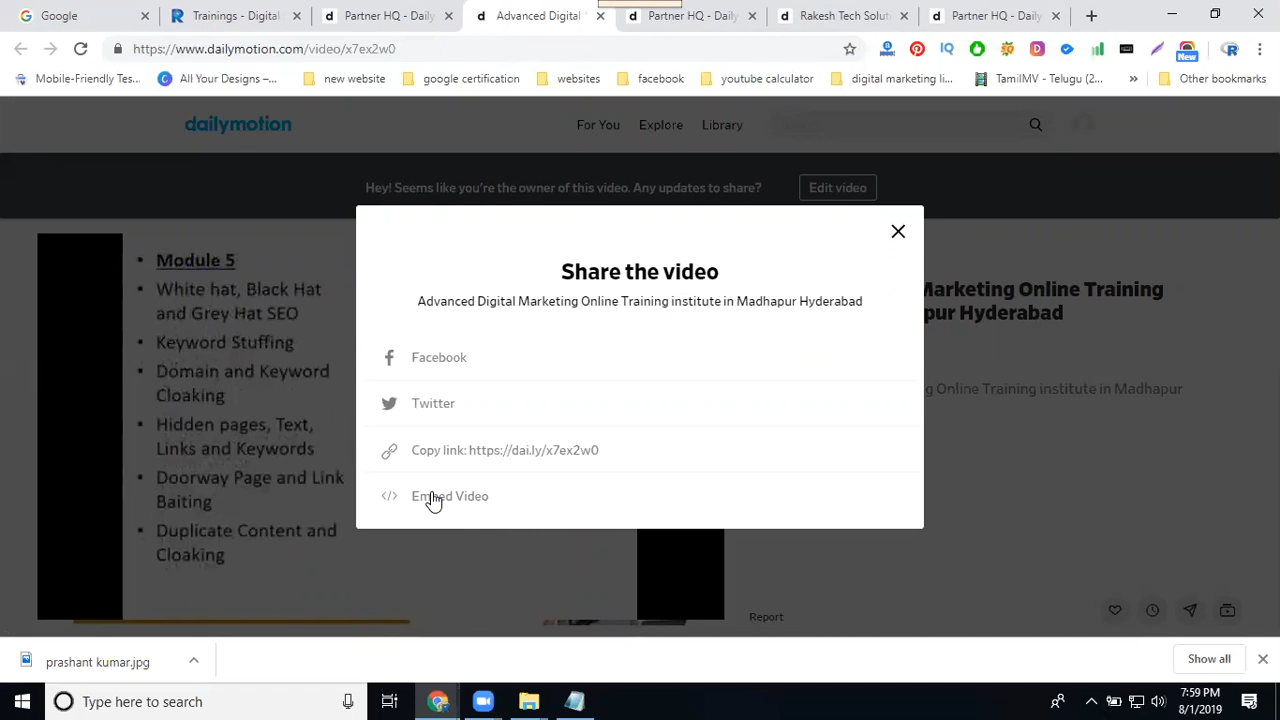 Google
Trainings - Digital
Partner HQ - Daily
Advanced Digital
Partner HQ - Daily
Rakesh Tech Solut
Partner HQ - Daily
https://www.dailymotion.com/video/x7ex2w0
New
Mobile-Friendly Tes...
All Your Designs –...
new website
google certification
websites
facebook
youtube calculator
digital marketing li...
TamilMV - Telugu (2...
Other bookmarks
dailymotion
For You
Explore
Library
Hey! Seems like you're the owner of this video. Any updates to share?
Edit video
Share the video
Advanced Digital Marketing Online Training institute in Madhapur Hyderabad
Facebook
Twitter
Copy link: https://dai.ly/x7ex2w0
Embed Video
• Module 5
• White hat, Black Hat
and Grey Hat SEO
• Keyword Stuffing
• Domain and Keyword
Cloaking
• Hidden pages, Text,
Links and Keywords
• Doorway Page and Link
Baiting
• Duplicate Content and
Cloaking
Marketing Online Training
pur Hyderabad
g Online Training institute in Madhapur
Report
prashant kumar.jpg
Show all
Type here to search
7:59 PM
8/1/2019